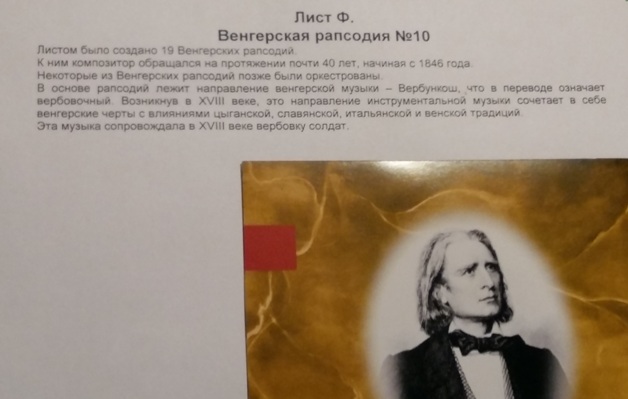 Лист Ф.
Венгерская рапсодия №10
Листом было создано 19 Венгерских рапсодий.
К ним композитор обращался на протяжении почти 40 лет, начиная с 1846 года.
Некоторые из Венгерских рапсодий позже были оркестрованы.
В основе рапсодий лежит направление венгерской музыки – Вербункош, что в переводе означает
вербовочный. Возникнув в XVIII веке, это направление инструментальной музыки сочетает в себе
венгерские черты с влияниями цыганской, славянской, итальянской и венской традиций.
Эта музыка сопровождала в XVIII веке вербовку солдат.